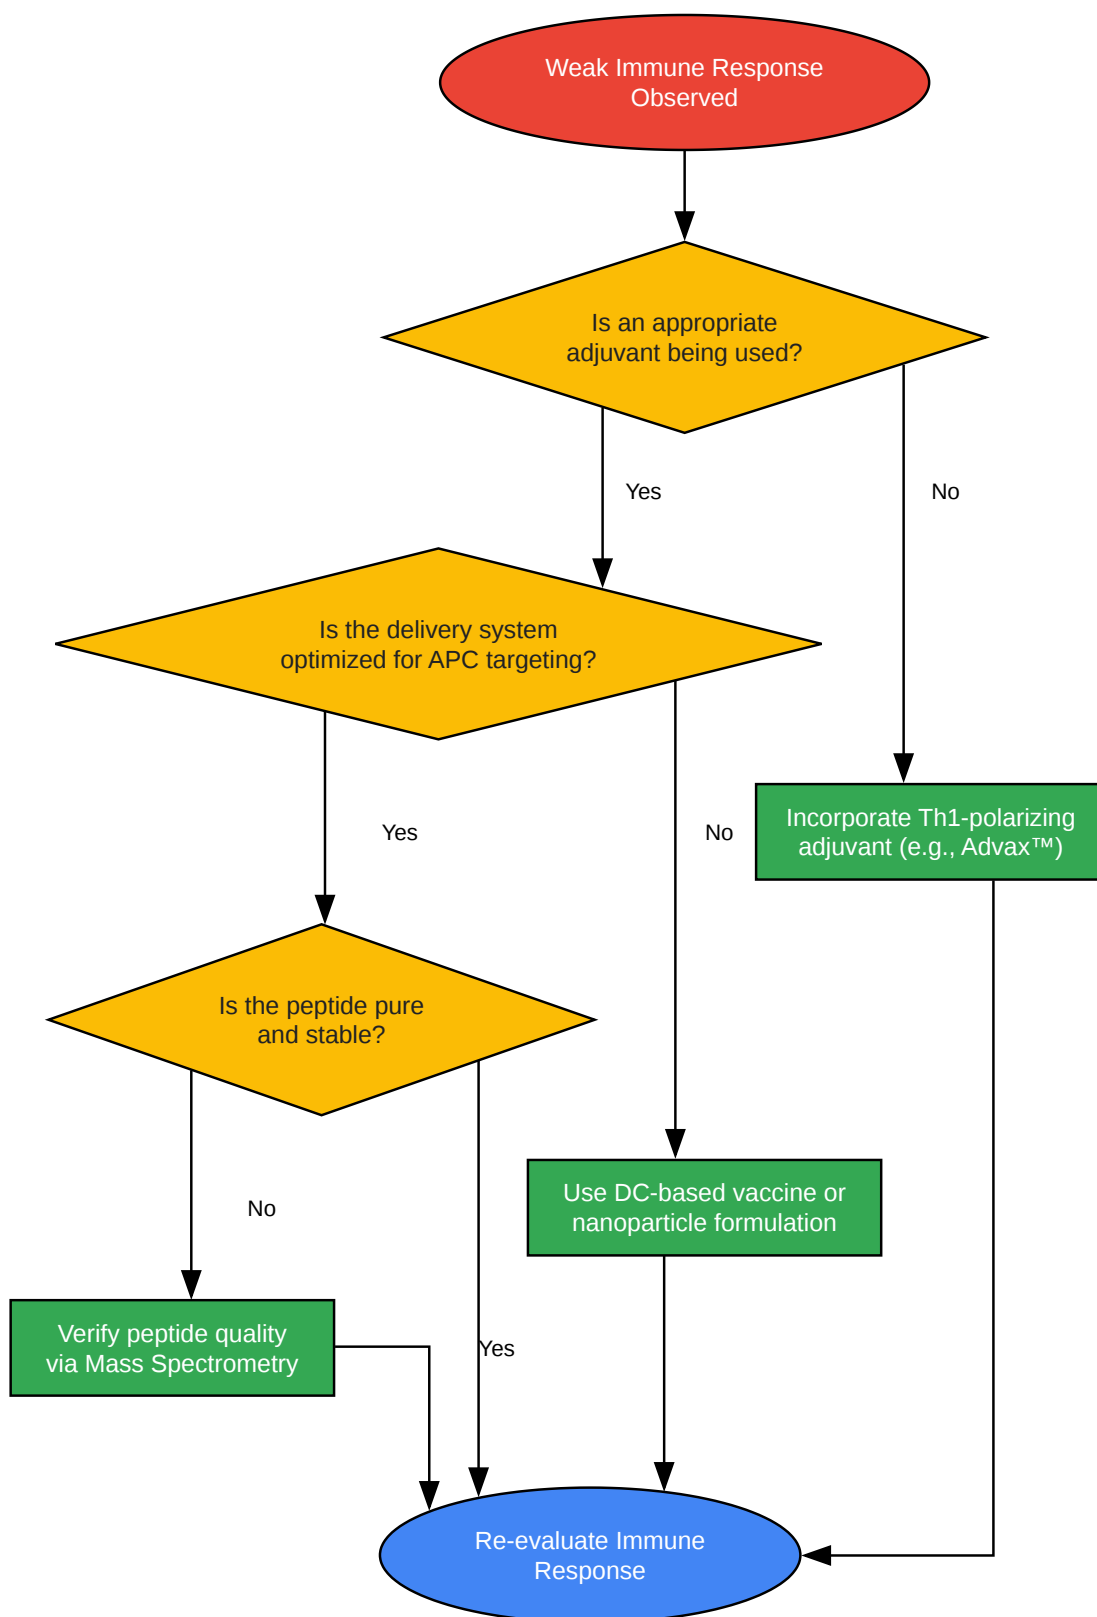 Weak Immune Response
Observed
Is an appropriate
adjuvant being used?
Yes
No
Is the delivery system
optimized for APC targeting?
Yes
No
Incorporate Th1-polarizing
adjuvant (e.g., Advax™)
Is the peptide pure
and stable?
No
Use DC-based vaccine or
nanoparticle formulation
Verify peptide quality
via Mass Spectrometry
Yes
Re-evaluate Immune
Response